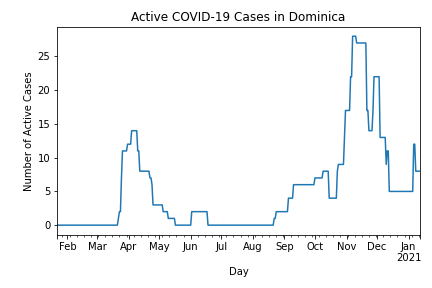 Active COVID-19 Cases in Dominica
Number of Active Cases
25
20
15
10
5
0
Feb Mar Apr May Jun Jul Aug Sep Oct Nov Dec Jan
2021
Day